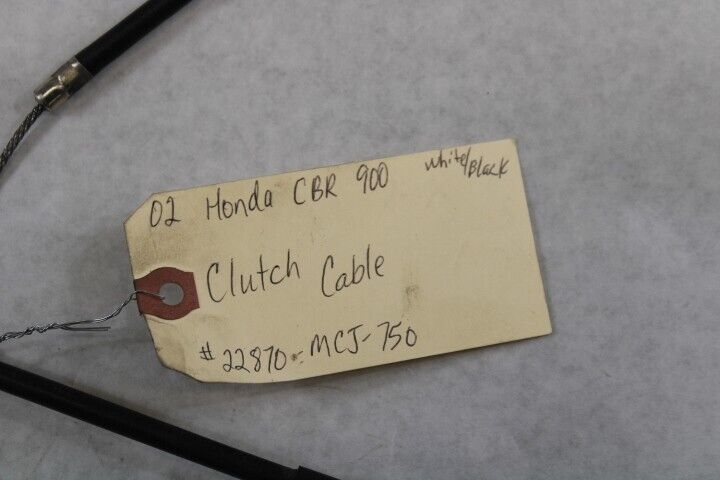 02 Honda CBR 900 white/Black
Clutch Cable
#22870-MCJ-750